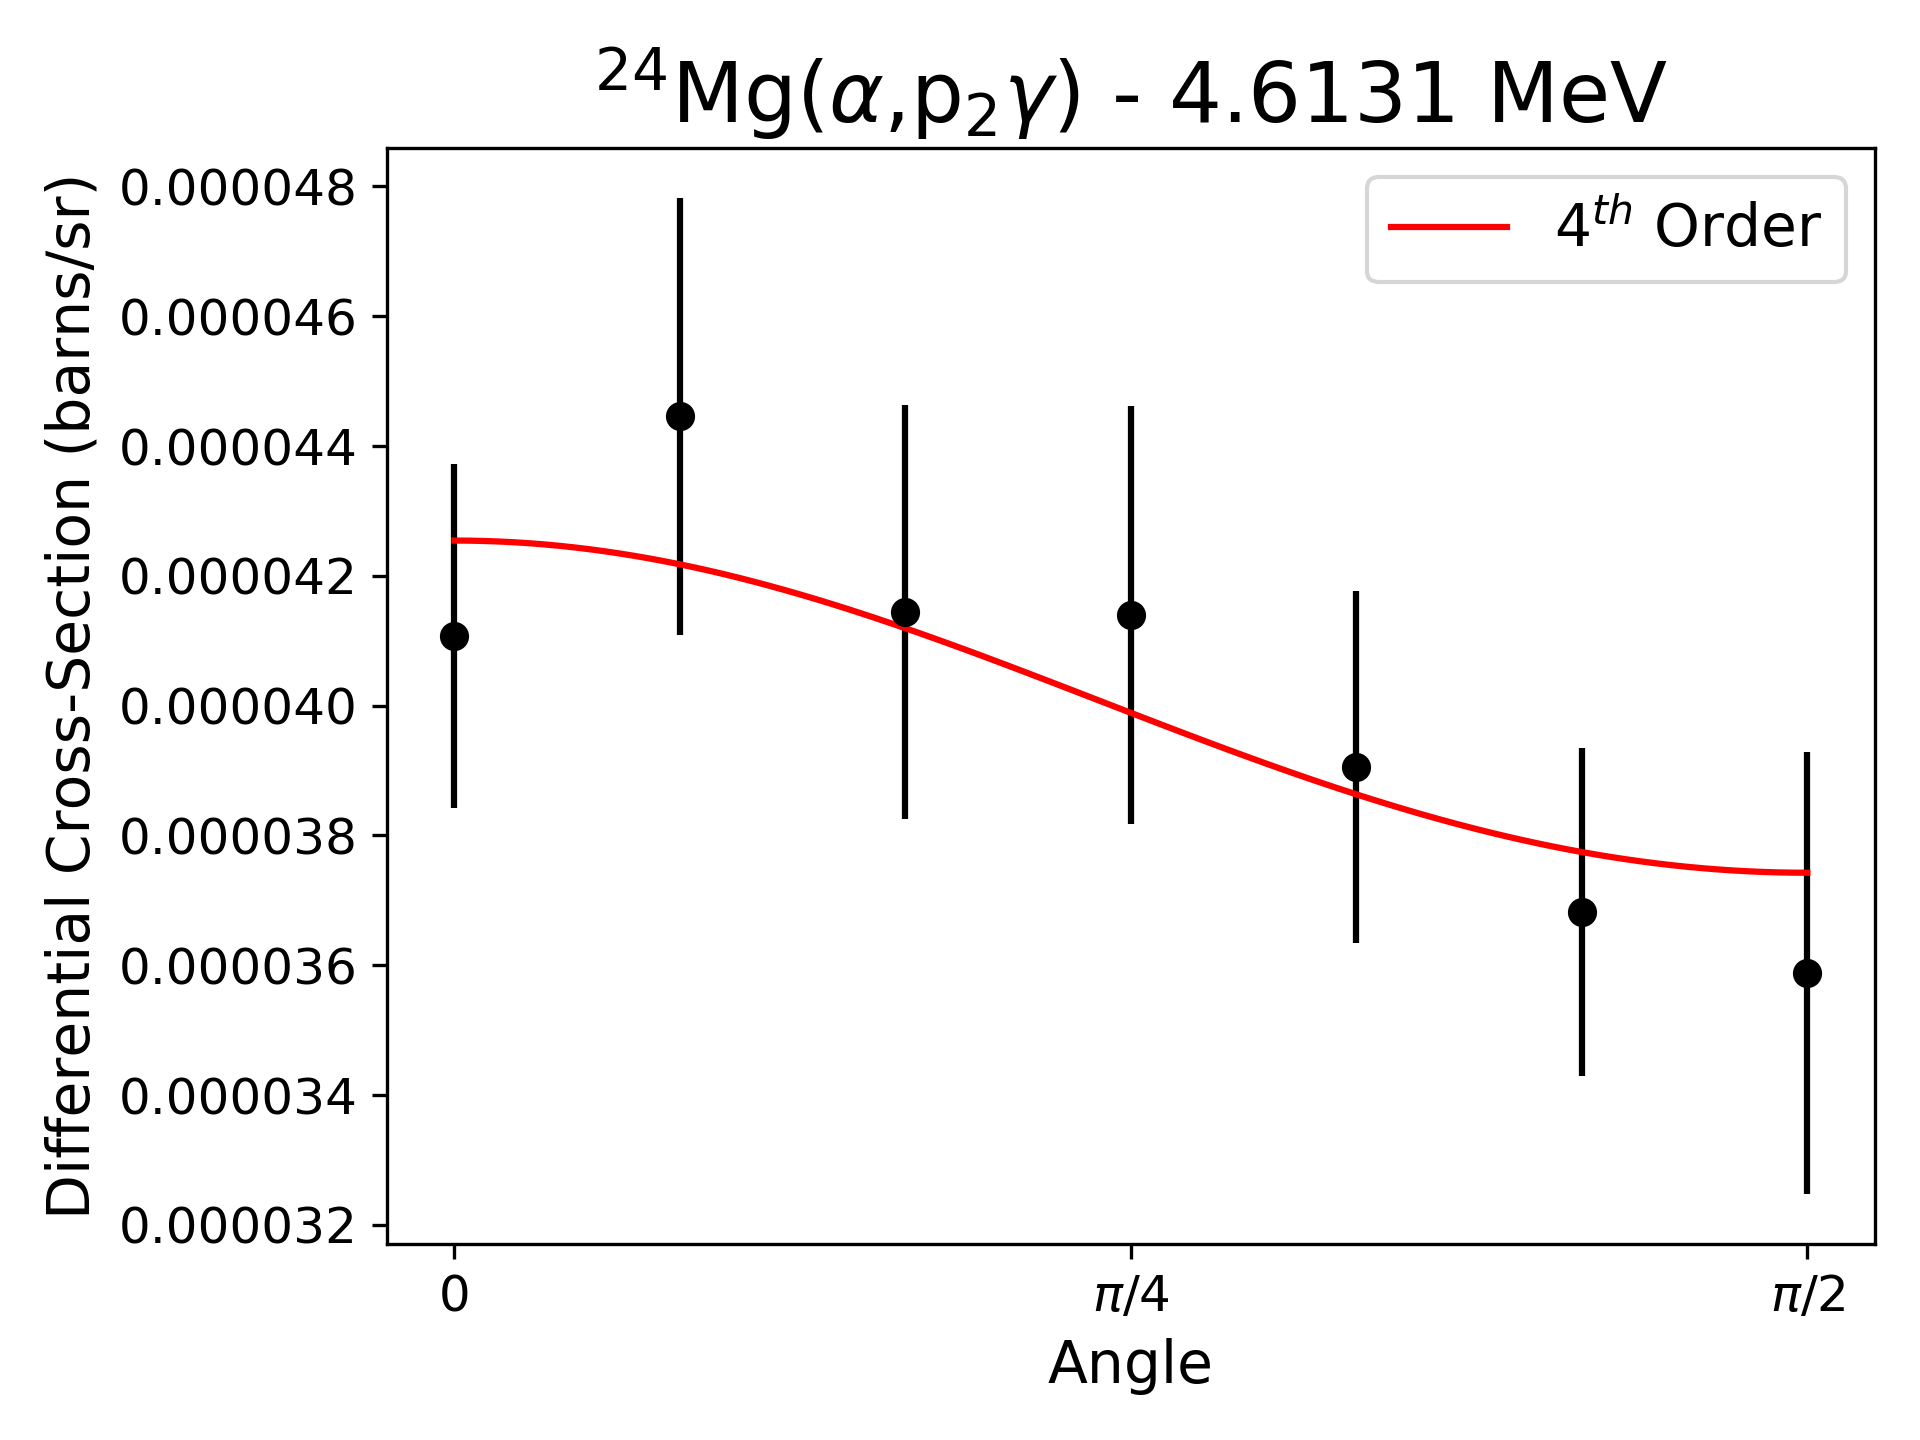 ²⁴Mg(α,p₂γ) - 4.6131 MeV
4ᵗʰ Order
Differential Cross-Section (barns/sr)
0.000048
0.000046
0.000044
0.000042
0.000040
0.000038
0.000036
0.000034
0.000032
0 π/4 π/2
Angle